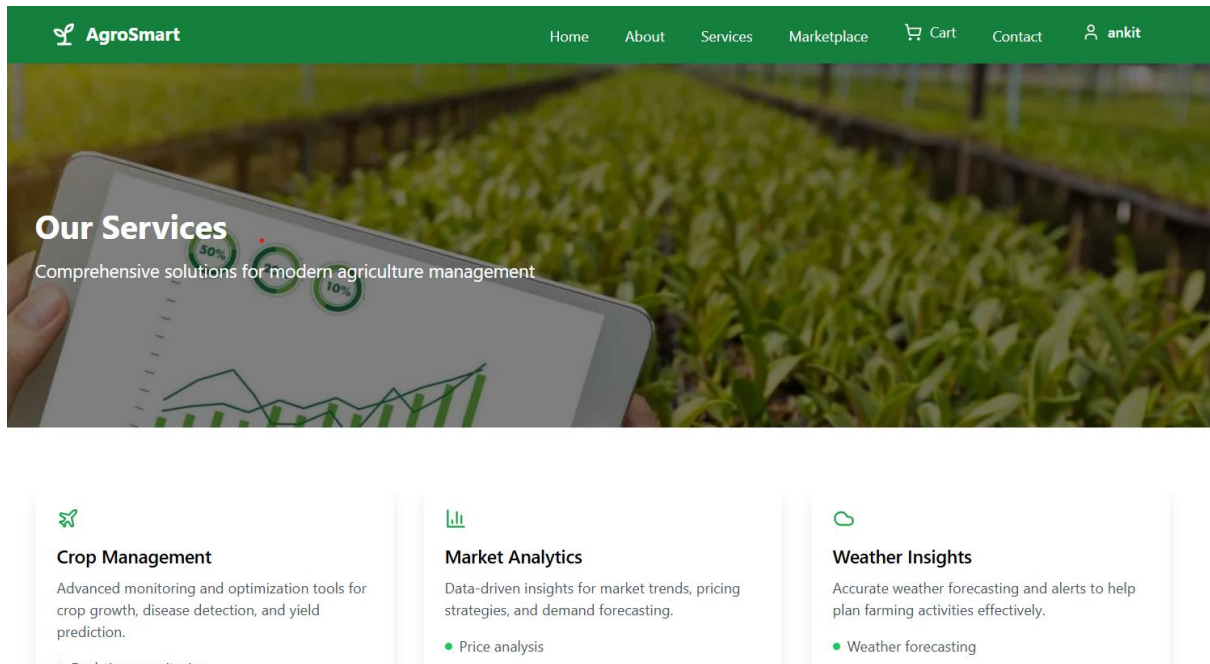 AgroSmart
Home About Services Marketplace Cart Contact ankit
Our Services
Comprehensive solutions for modern agriculture management
50%
10%
Crop Management
Advanced monitoring and optimization tools for
crop growth, disease detection, and yield
prediction.
Market Analytics
Data-driven insights for market trends, pricing
strategies, and demand forecasting.
Price analysis
Weather Insights
Accurate weather forecasting and alerts to help
plan farming activities effectively.
Weather forecasting